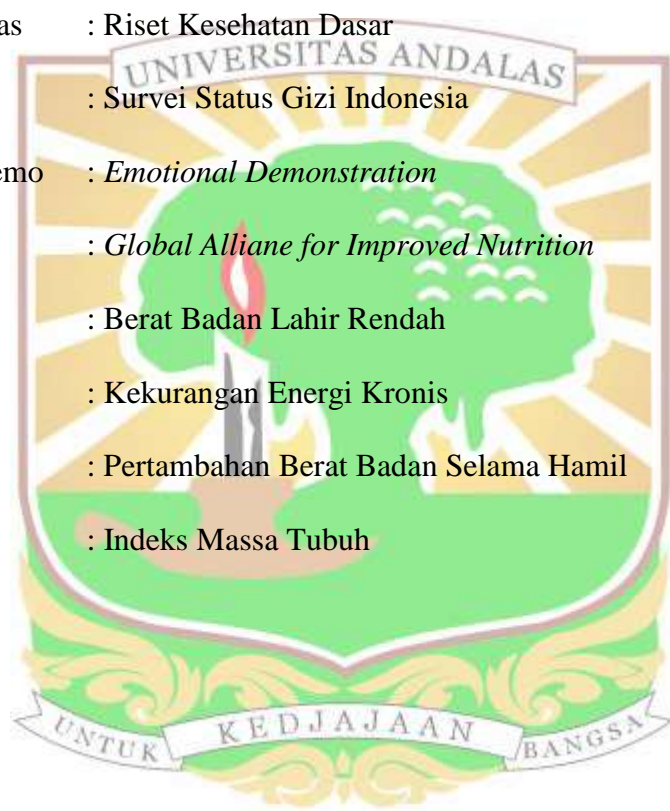 as : Riset Kesehatan Dasar
UNIVERSITAS ANDALAS
: Survei Status Gizi Indonesia
emo : Emotional Demonstration
: Global Alliane for Improved Nutrition
: Berat Badan Lahir Rendah
: Kekurangan Energi Kronis
: Pertambahan Berat Badan Selama Hamil
: Indeks Massa Tubuh
UNTUK KEDJAJAAN BANGSA